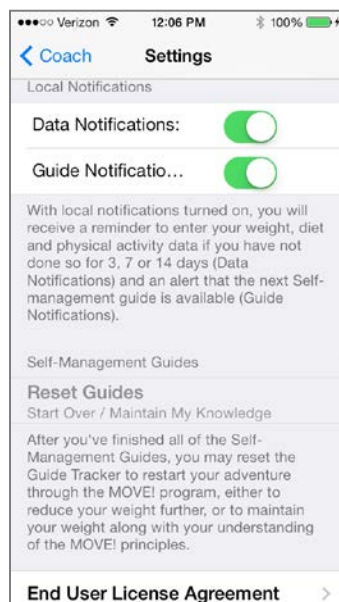 Verizon 12:06 PM 100%
Coach Settings
Local Notifications
Data Notifications:
Guide Notificatio...
With local notifications turned on, you will
receive a reminder to enter your weight, diet
and physical activity data if you have not
done so for 3, 7 or 14 days (Data
Notifications) and an alert that the next Self-
management guide is available (Guide
Notifications).
Self-Management Guides
Reset Guides
Start Over / Maintain My Knowledge
After you've finished all of the Self-
Management Guides, you may reset the
Guide Tracker to restart your adventure
through the MOVE! program, either to
reduce your weight further, or to maintain
your weight along with your understanding
of the MOVE! principles.
End User License Agreement